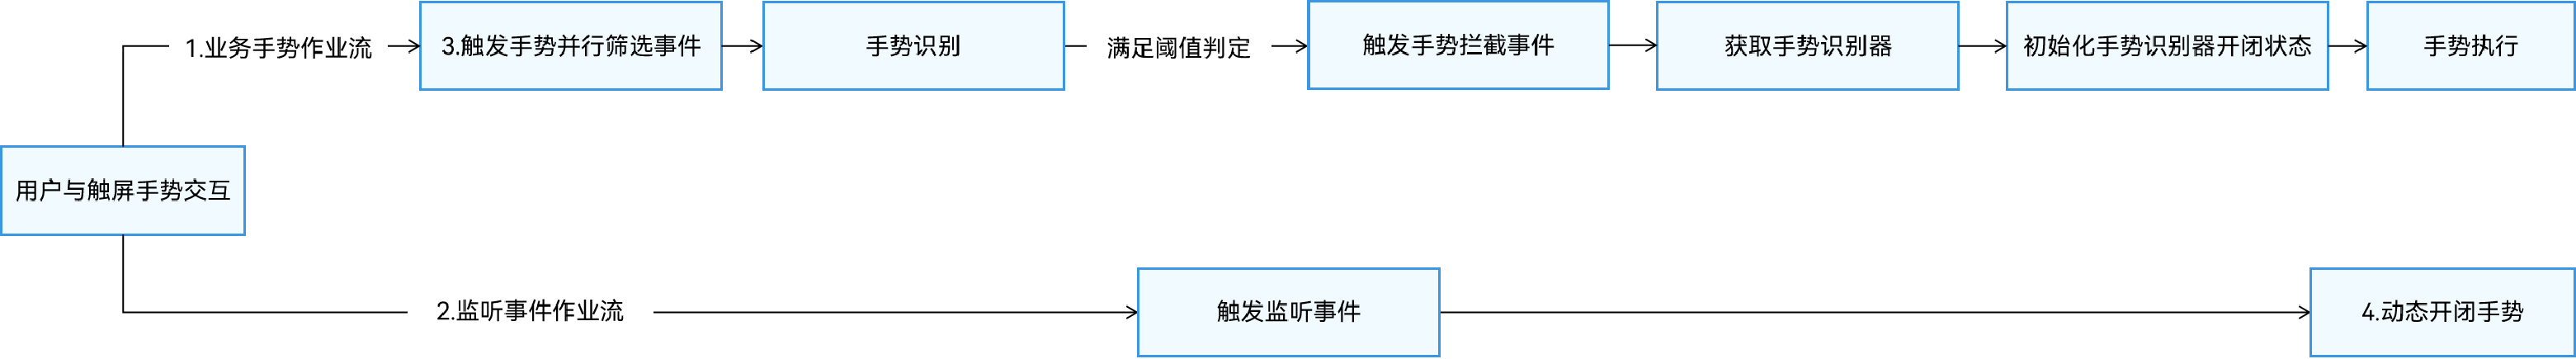 1.业务手势作业流
3.触发手势并行筛选事件
手势识别
满足阈值判定
触发手势拦截事件
获取手势识别器
初始化手势识别器开闭状态
手势执行
用户与触屏手势交互
2.监听事件作业流
触发监听事件
4.动态开闭手势